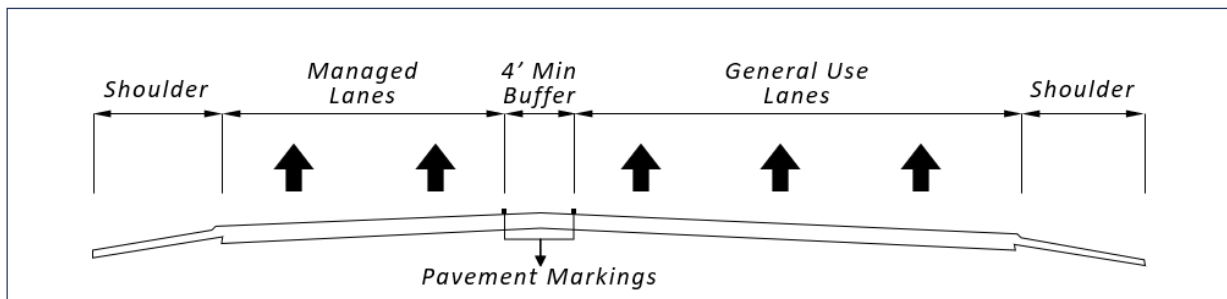 Shoulder
Managed
Lanes
4' Min
Buffer
General Use
Lanes
Shoulder
Pavement Markings